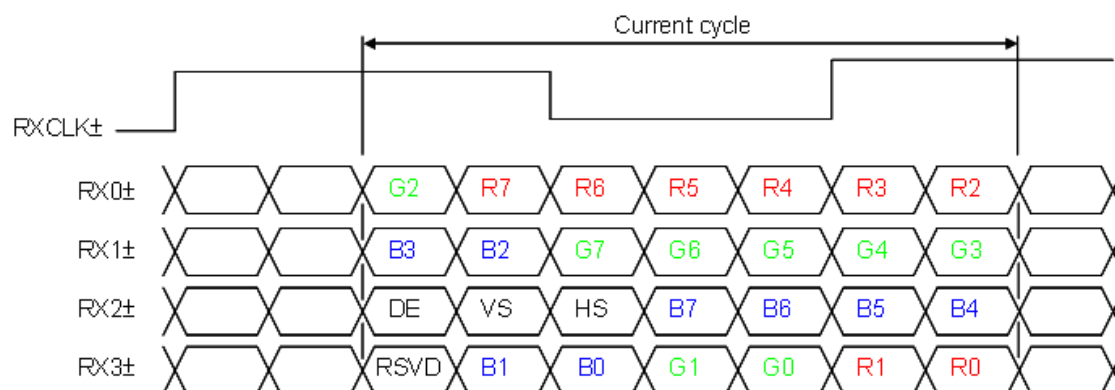 Current cycle
RXCLK±
RX0± G2 R7 R6 R5 R4 R3 R2
RX1± B3 B2 G7 G6 G5 G4 G3
RX2± DE VS HS B7 B6 B5 B4
RX3± RSVD B1 B0 G1 G0 R1 R0